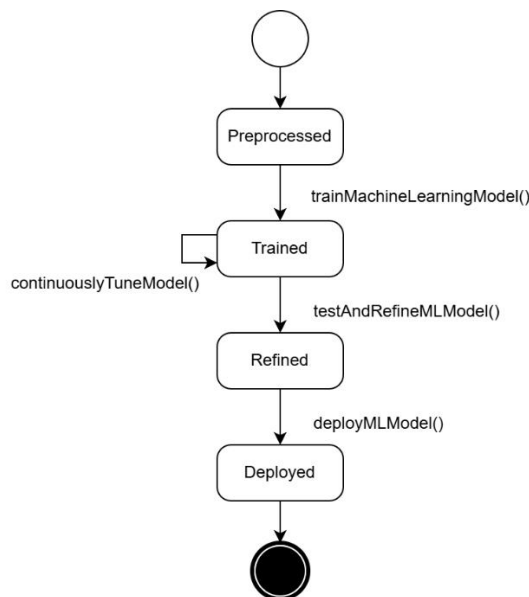 Preprocessed
trainMachineLearningModel()
Trained
continuouslyTuneModel()
testAndRefineMLModel()
Refined
deployMLModel()
Deployed